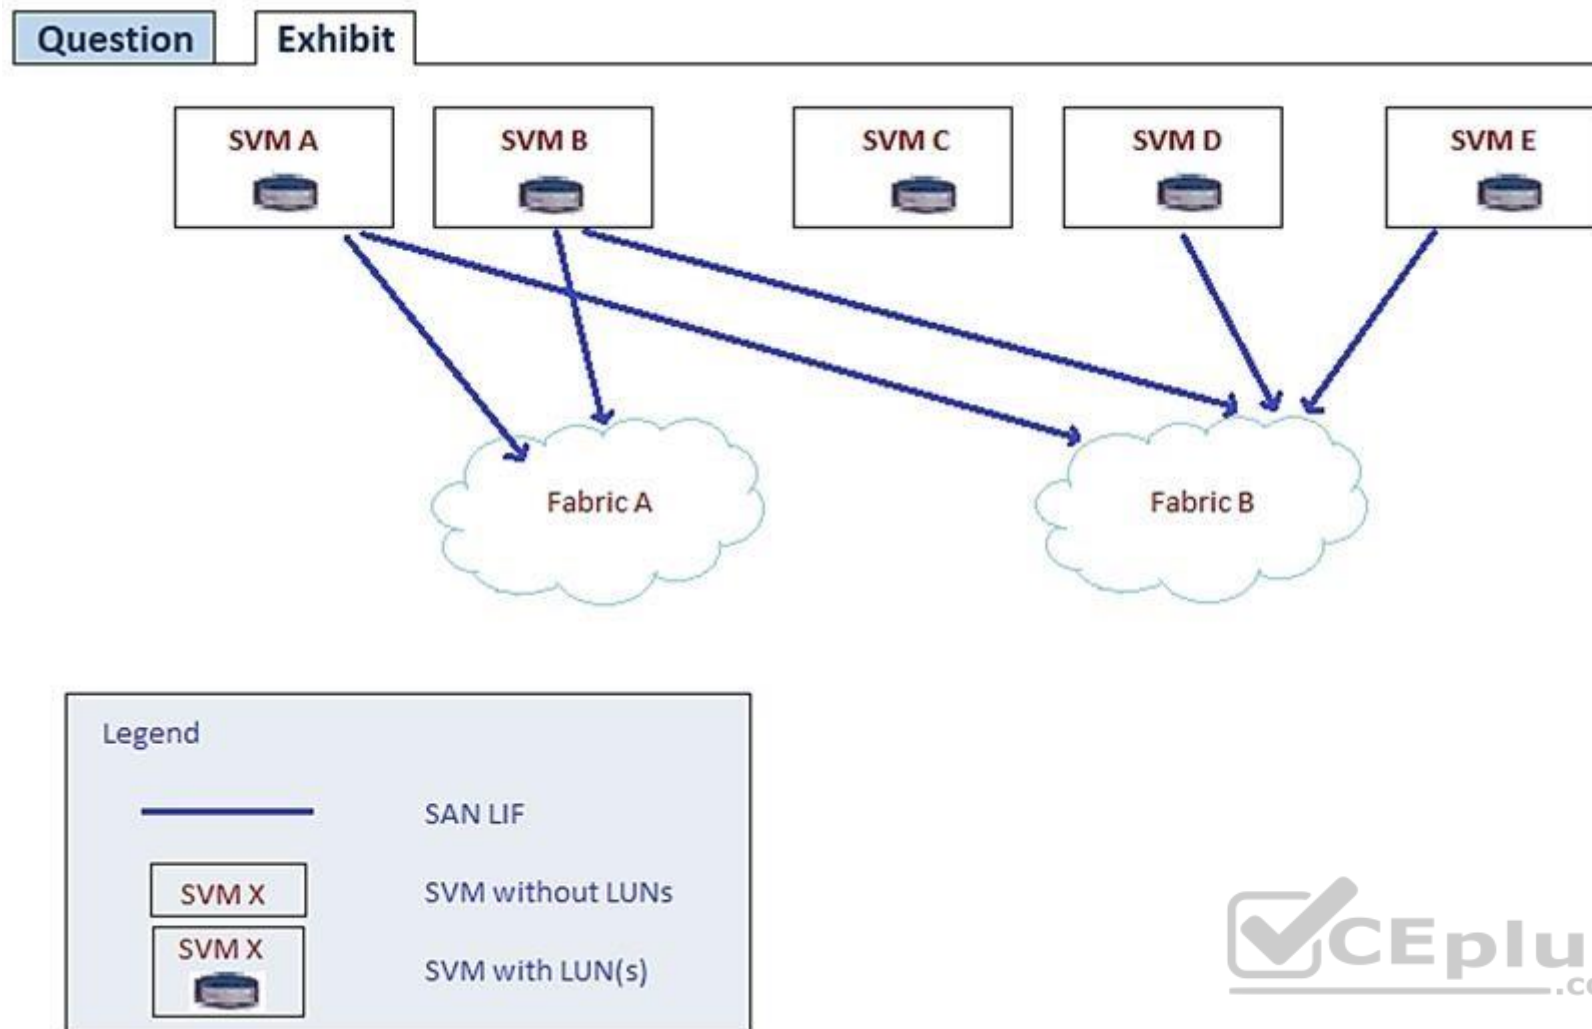 Question Exhibit
SVM A SVM B SVM C SVM D SVM E
Fabric A Fabric B
Legend
SAN LIF
SVM X SVM without LUNs
SVM X
SVM with LUN(s)
CEplu
.co